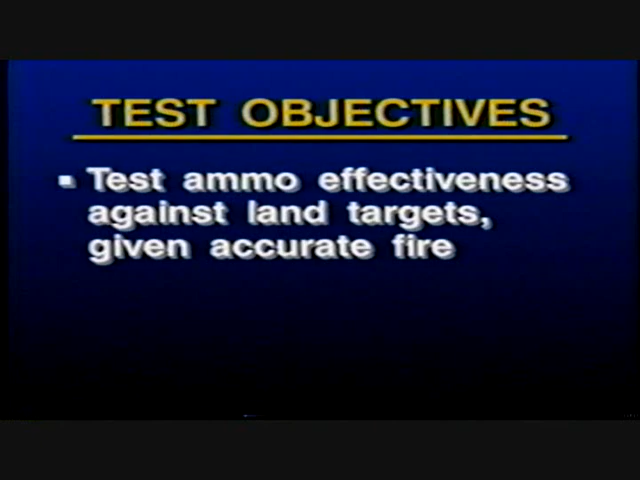 TEST OBJECTIVES
▪ Test ammo effectiveness
against land targets,
given accurate fire